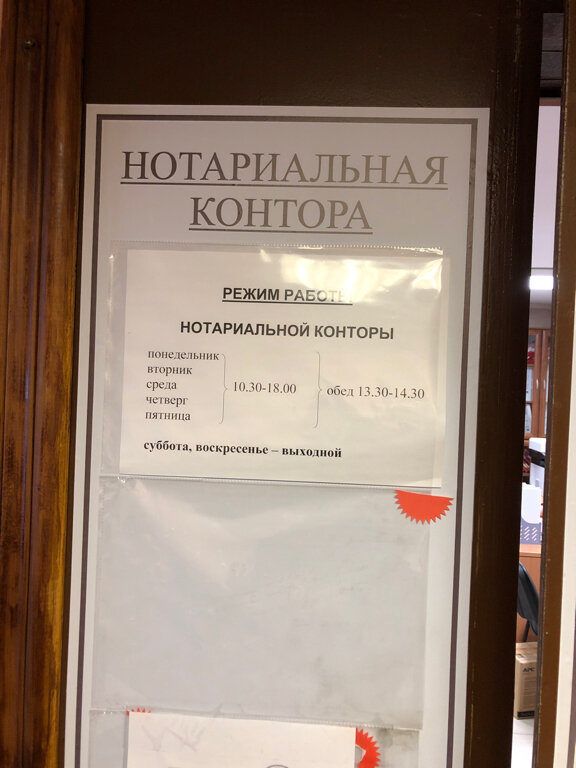 НОТАРИАЛЬНАЯ
КОНТОРА
РЕЖИМ РАБОТЫ
НОТАРИАЛЬНОЙ КОНТОРЫ
понедельник
вторник
среда 10.30-18.00 обед 13.30-14.30
четверг
пятница
суббота, воскресенье – выходной